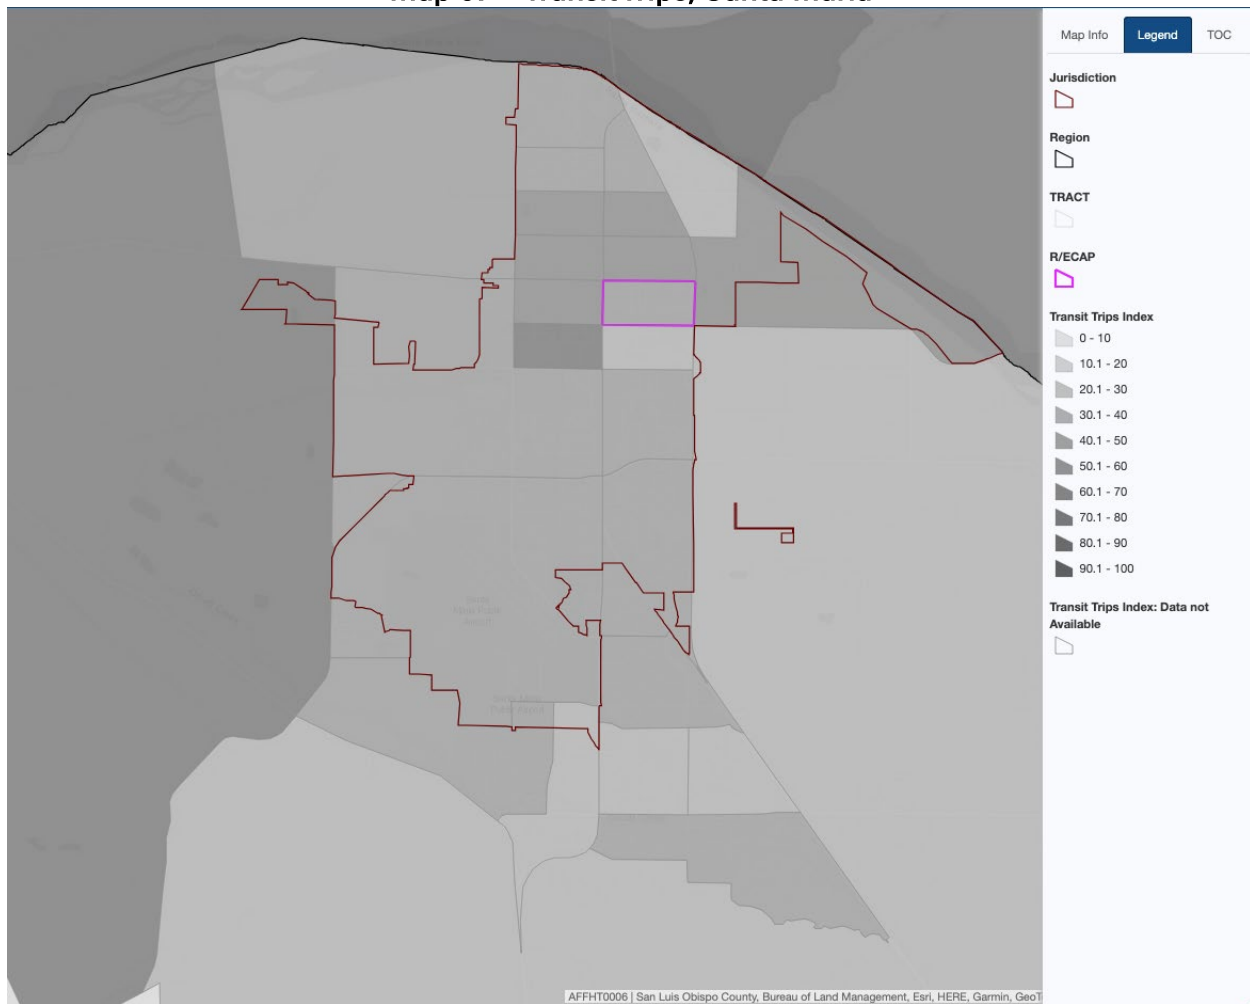 Map Info Legend TOC
Jurisdiction
Region
TRACT
R/ECAP
Transit Trips Index
0 - 10
10.1 - 20
20.1 - 30
30.1 - 40
40.1 - 50
50.1 - 60
60.1 - 70
70.1 - 80
80.1 - 90
90.1 - 100
Transit Trips Index: Data not
Available
AFFHT0006 | San Luis Obispo County, Bureau of Land Management, Esri, HERE, Garmin, GeoT